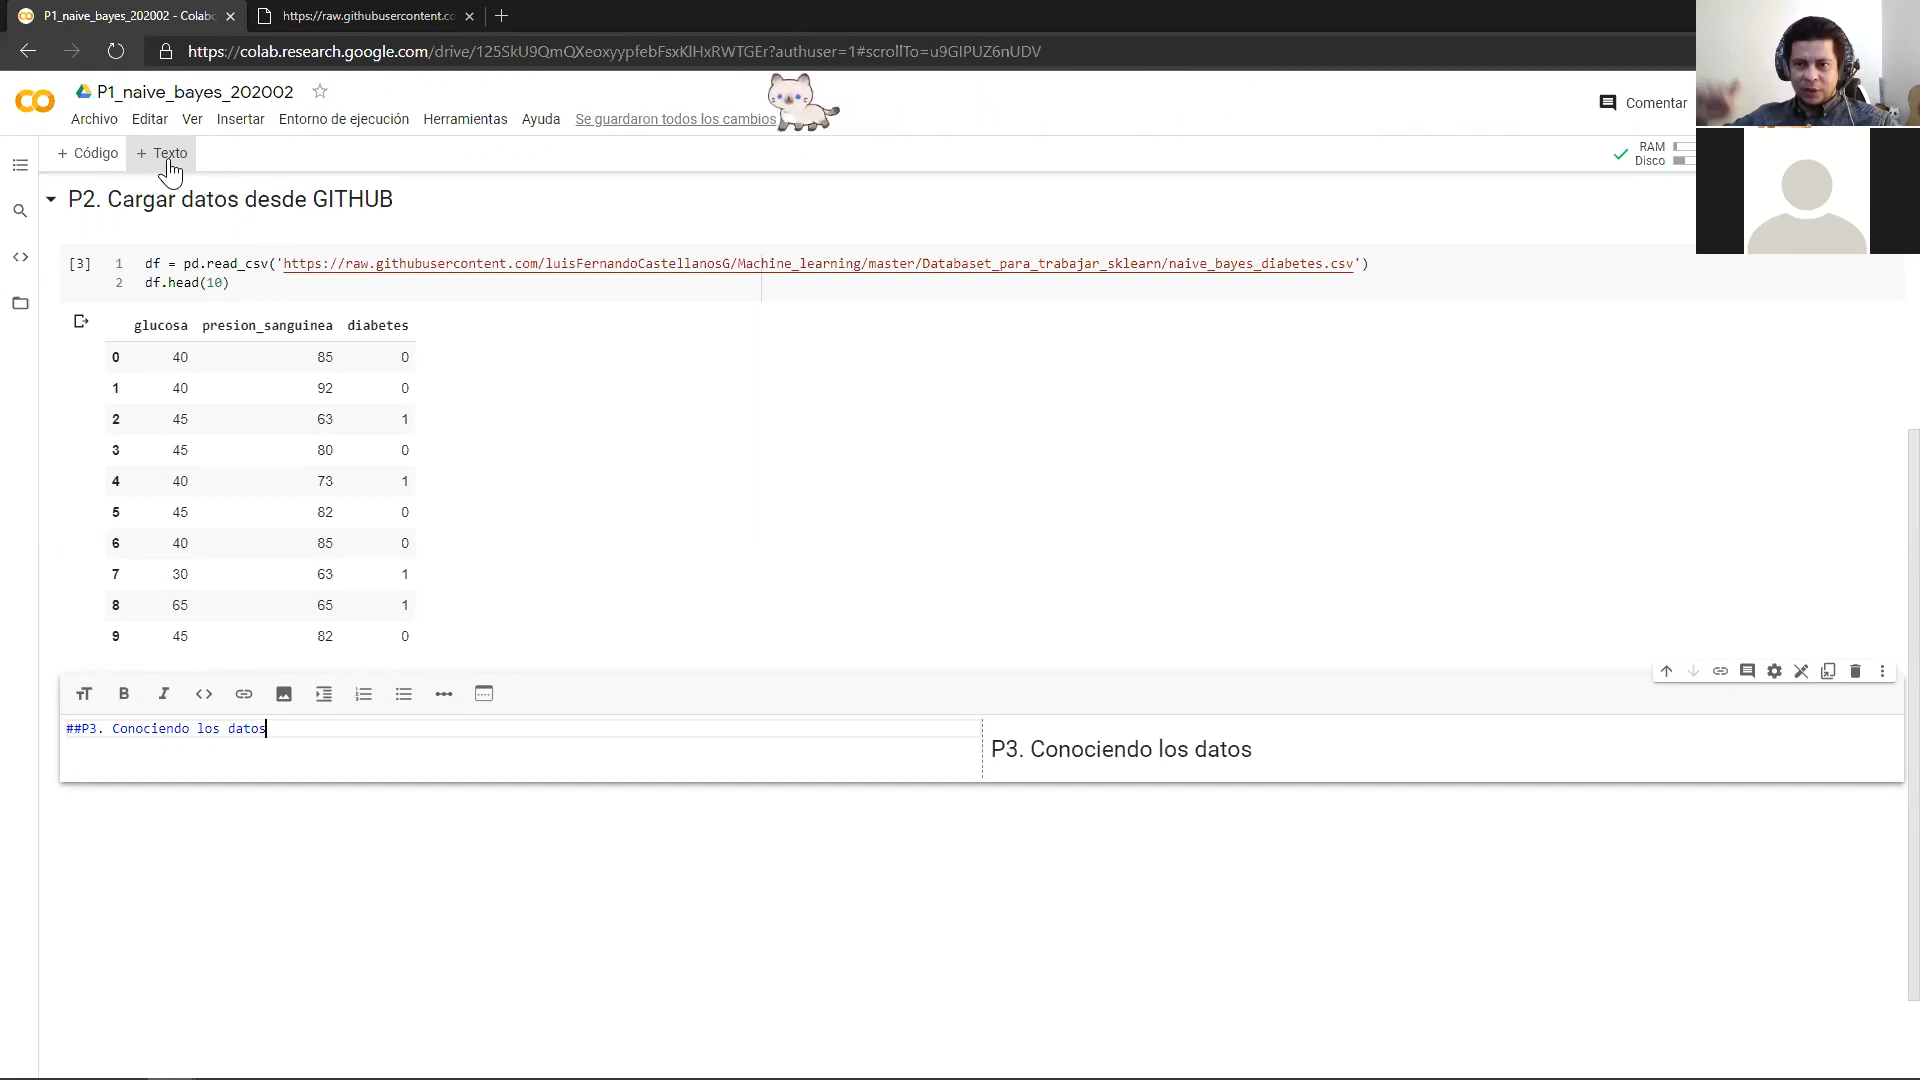 P1_naive_bayes_202002 - Colabo
https://raw.githubusercontent.co
https://colab.research.google.com/drive/125SkU9QmQXeoxyypfebFsxKlHxRWTGEr?authuser=1#scrollTo=u9GIPUZ6nUDV
CO P1_naive_bayes_202002
Archivo Editar Ver Insertar Entorno de ejecución Herramientas Ayuda Se guardaron todos los cambios
Comentar
+ Código + Texto
RAM
Disco
P2. Cargar datos desde GITHUB
[3] 1 df = pd.read_csv('https://raw.githubusercontent.com/luisFernandoCastellanosG/Machine_learning/master/Databaset_para_trabajar_sklearn/naive_bayes_diabetes.csv')
2 df.head(10)
glucosa presion_sanguinea diabetes
0 40 85 0
1 40 92 0
2 45 63 1
3 45 80 0
4 40 73 1
5 45 82 0
6 40 85 0
7 30 63 1
8 65 65 1
9 45 82 0
##P3. Conociendo los datos
P3. Conociendo los datos